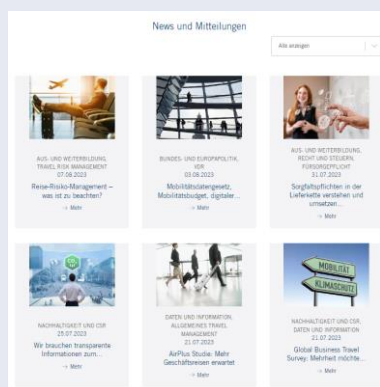 News und Mitteilungen
Alle anzeigen
AUS- UND WEITERBILDUNG,
TRAVEL RISK MANAGEMENT
07.08.2023
Reise-Risiko-Management –
was ist zu beachten?
→ Mehr
BUNDES- UND EUROPAPOLITIK,
VDR
03.08.2023
Mobilitätsdatengesetz,
Mobilitätsbudget, digitaler...
→ Mehr
AUS- UND WEITERBILDUNG,
RECHT UND STEUERN,
FÜRSORGEPFLICHT
31.07.2023
Sorgfaltspflichten in der
Lieferkette verstehen und
umsetzen...
→ Mehr
NACHHALTIGKEIT UND CSR
25.07.2023
Wir brauchen transparente
Informationen zum...
→ Mehr
DATEN UND INFORMATION,
ALLGEMEINES TRAVEL
MANAGEMENT
21.07.2023
AirPlus Studie: Mehr
Geschäftsreisen erwartet
→ Mehr
MOBILITÄT
KLIMASCHUTZ
NACHHALTIGKEIT UND CSR,
DATEN UND INFORMATION
21.07.2023
Global Business Travel
Survey: Mehrheit möchte...
→ Mehr